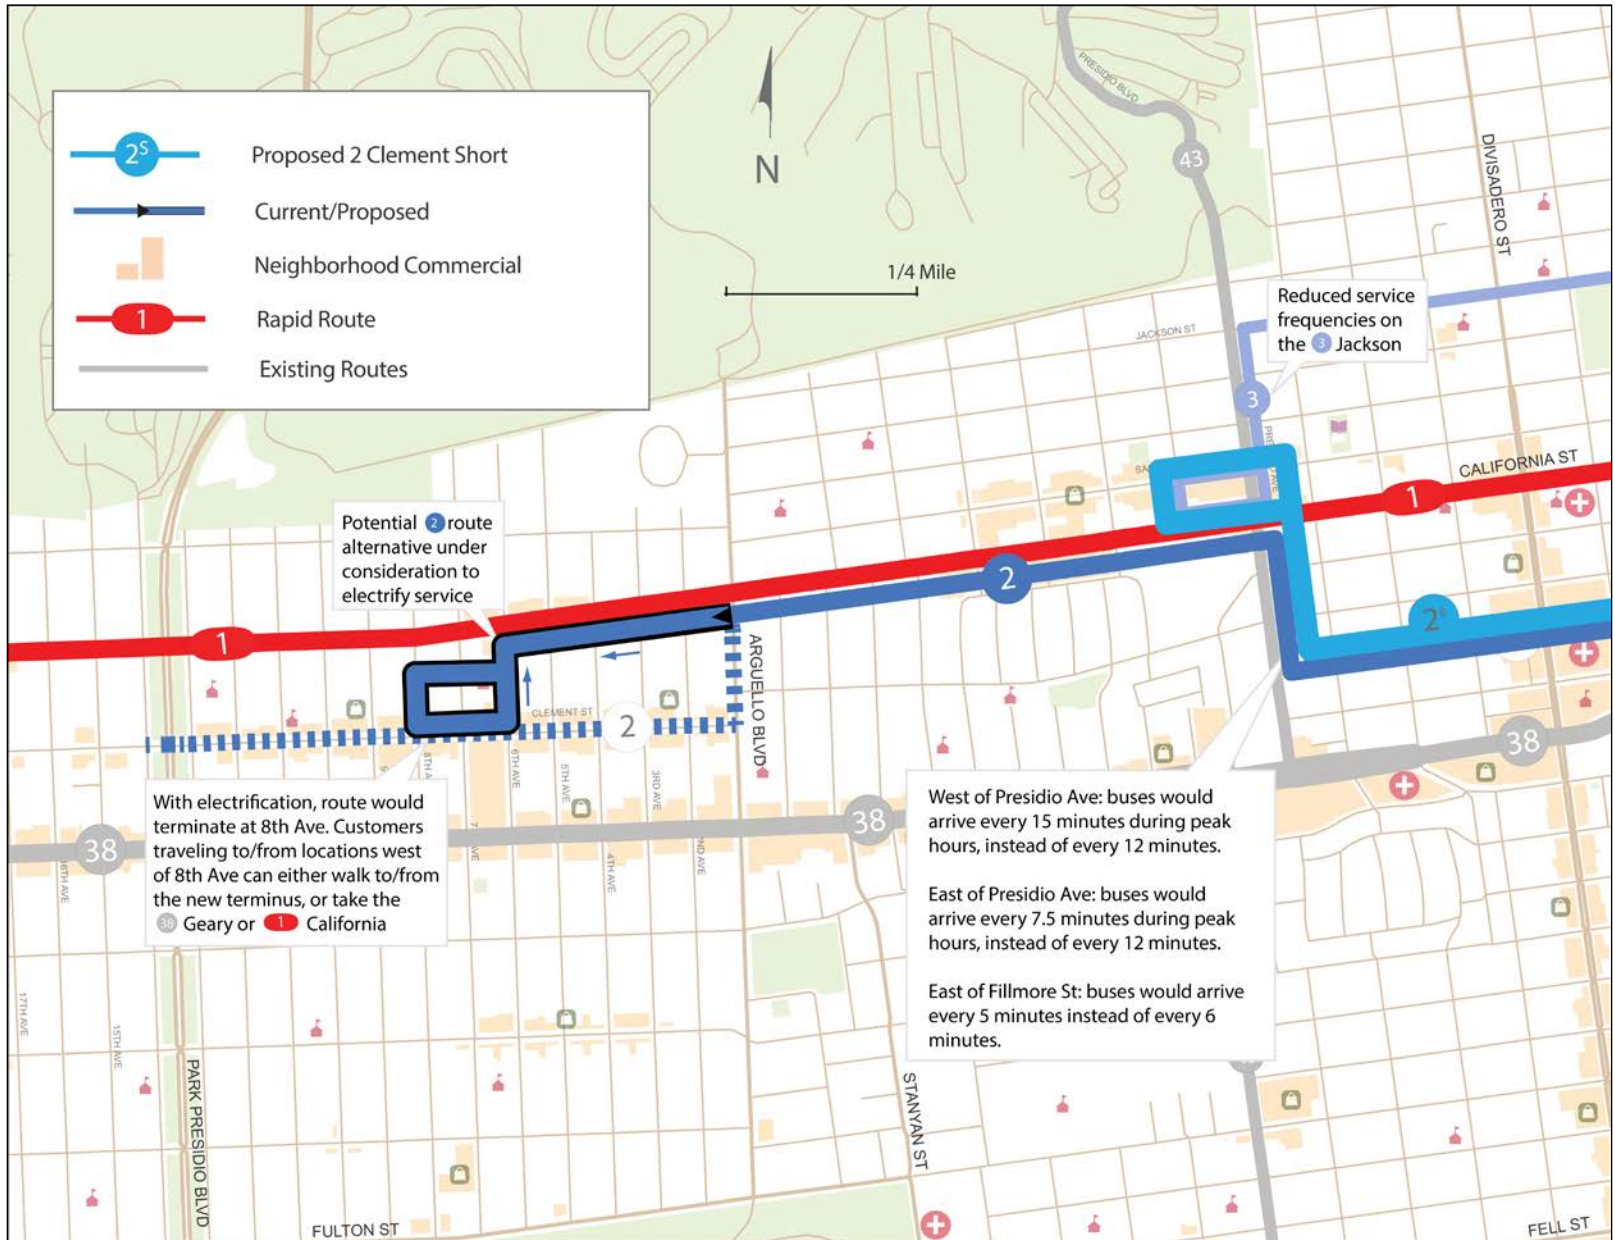 2S Proposed 2 Clement Short
Current/Proposed
Neighborhood Commercial
1 Rapid Route
Existing Routes
N
1/4 Mile
PRESIDIO BLVD
43
DIVISADERO ST
JACKSON ST
Reduced service
frequencies on
the 3 Jackson
3
CALIFORNIA ST
1
Potential 2 route
alternative under
consideration to
electrify service
2
2S
1
ARGUELLO BLVD
CLEMENT ST
2
6TH AVE
5TH AVE
3RD AVE
4TH AVE
38
38
38
With electrification, route would
terminate at 8th Ave. Customers
traveling to/from locations west
of 8th Ave can either walk to/from
the new terminus, or take the
38 Geary or 1 California
West of Presidio Ave: buses would
arrive every 15 minutes during peak
hours, instead of every 12 minutes.
East of Presidio Ave: buses would
arrive every 7.5 minutes during peak
hours, instead of every 12 minutes.
East of Fillmore St: buses would arrive
every 5 minutes instead of every 6
minutes.
17TH AVE
15TH AVE
PARK PRESIDIO BLVD
STANYAN ST
FULTON ST
FELL ST